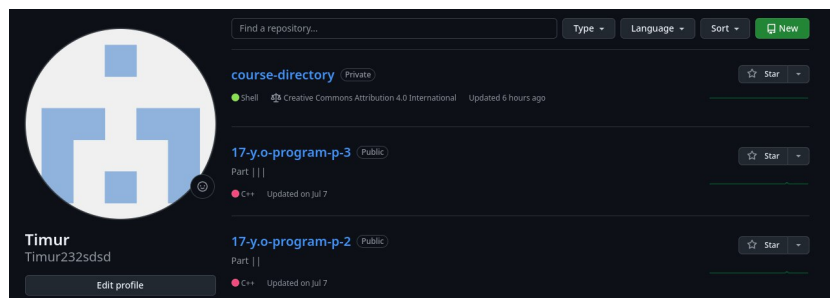 Find a repository...
Type
Language
Sort
New
course-directory Private
Star
Shell Creative Commons Attribution 4.0 International Updated 6 hours ago
17-y.o-program-p-3 Public
Star
Part |||
C++ Updated on Jul 7
17-y.o-program-p-2 Public
Star
Part ||
C++ Updated on Jul 7
Timur
Timur232sdsd
Edit profile